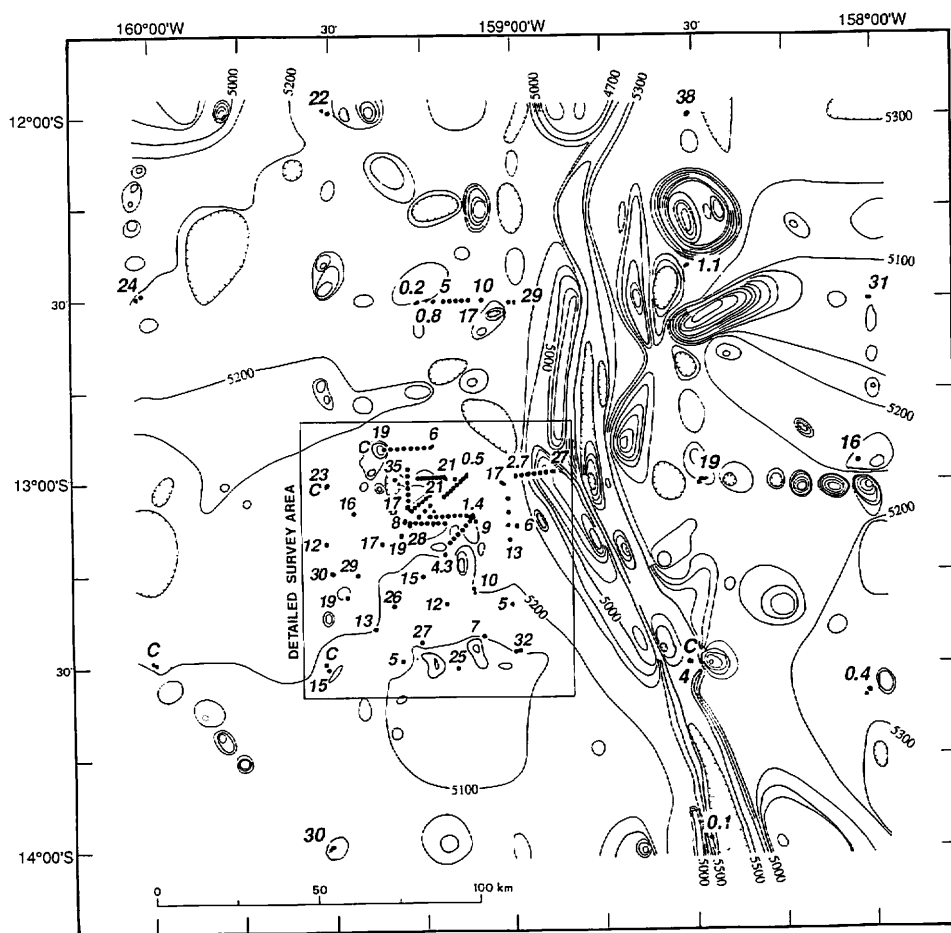 160°00'W 30' 159°00'W 30' 158°00'W
5000 5200 5000 4700 5300
22 38
12°00'S 5300
1.1 5100
24 0.2 5 10 29 31
30' 0.8 17
5000
5200 5200
19 6
C
35 21 0.5 17 2.7 27 19 16
23
13°00'S C 21
16 17 1.4 5200
8 9 6
12 17 19 28 13
4.3
30 29 15 10 5000
19 26 12 5 5200
13 7
27 32
C C 5 25 C
30' 15 4 0.4
5300
5100
0.1
30
14°00'S 5000 5500 5500 5000
0 50 100 km
DETAILED SURVEY AREA